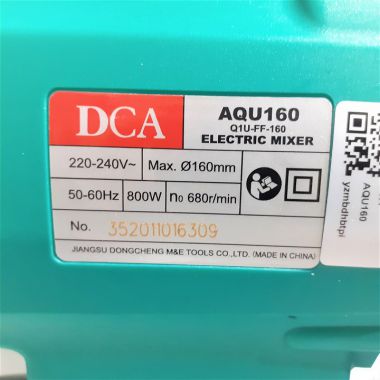 DCA
AQU160
Q1U-FF-160
ELECTRIC MIXER
220-240V~ Max. Ø160mm
50-60Hz 800W n₀ 680r/min
No. 352011016309
JIANGSU DONGCHENG M&E TOOLS CO.,LTD. (MADE IN CHINA)
AQU160
yzmbdnbtpl